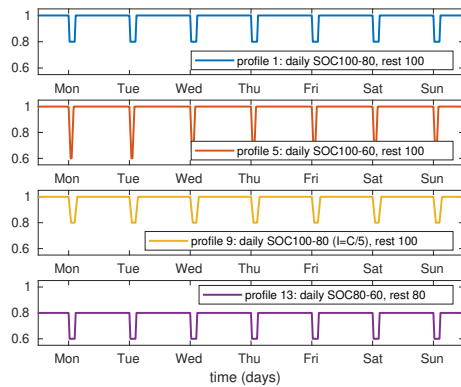 1
0.8
0.6
profile 1: daily SOC100-80, rest 100
Mon Tue Wed Thu Fri Sat Sun
1
0.8
0.6
profile 5: daily SOC100-60, rest 100
Mon Tue Wed Thu Fri Sat Sun
1
0.8
0.6
profile 9: daily SOC100-80 (I=C/5), rest 100
Mon Tue Wed Thu Fri Sat Sun
1
profile 13: daily SOC80-60, rest 80
0.8
0.6
Mon Tue Wed Thu Fri Sat Sun
time (days)